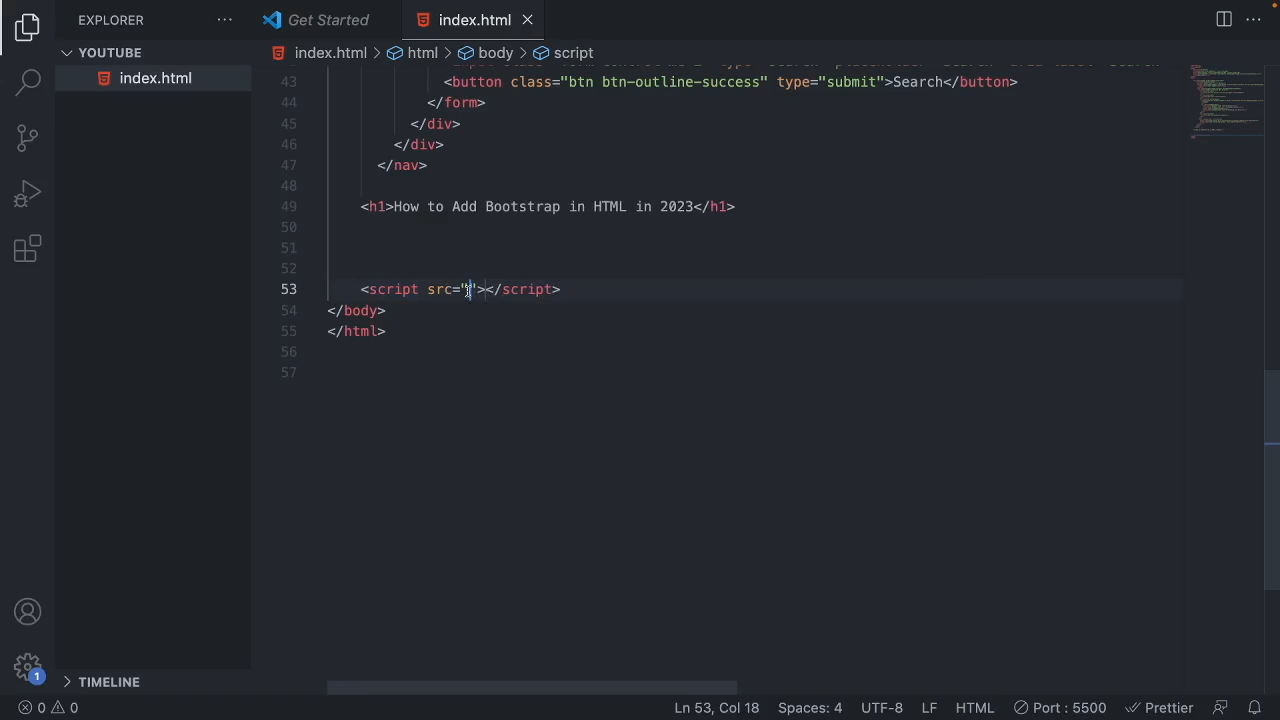 EXPLORER
Get Started
index.html
YOUTUBE
index.html > html > body > script
index.html
43 <button class="btn btn-outline-success" type="submit">Search</button>
44 </form>
45 </div>
46 </div>
47 </nav>
48
49 <h1>How to Add Bootstrap in HTML in 2023</h1>
50
51
52
53 <script src=""></script>
54 </body>
55 </html>
56
57
TIMELINE
1
0 0
Ln 53, Col 18 Spaces: 4 UTF-8 LF HTML Port : 5500 Prettier